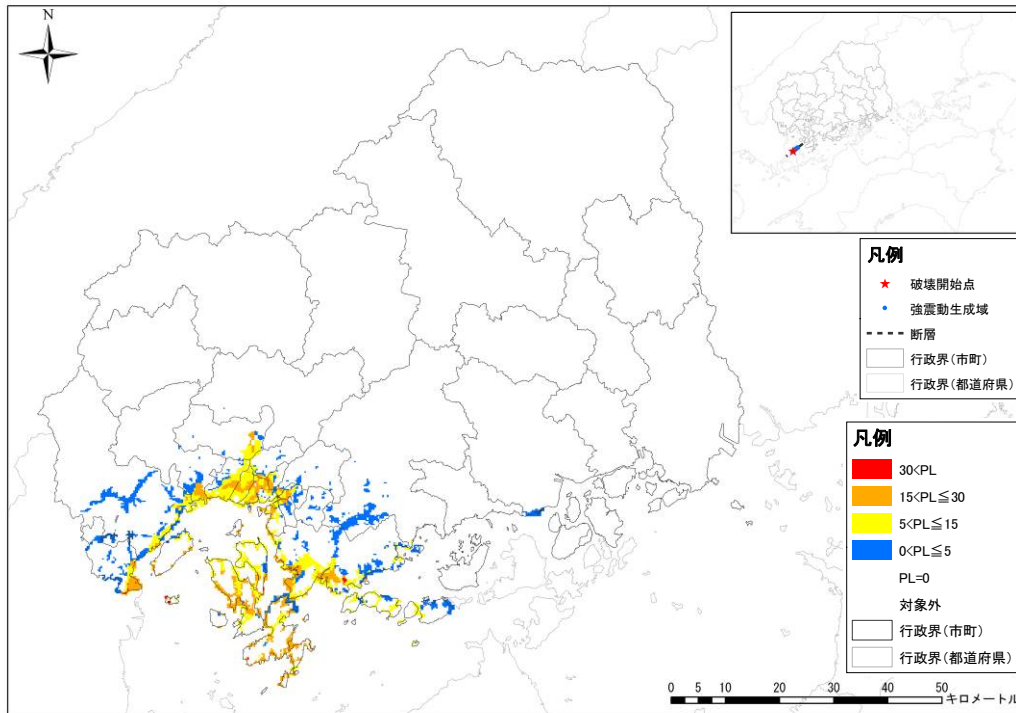 N
凡例
破壊開始点
強震動生成域
断層
行政界(市町)
行政界(都道府県)
凡例
30<PL
15<PL≦30
5<PL≦15
0<PL≦5
PL=0
対象外
行政界(市町)
行政界(都道府県)
0 5 10 20 30 40 50
キロメートル